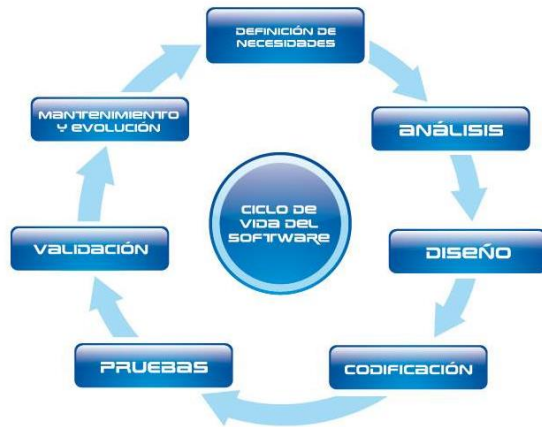 DEFINICIÓN DE
NECESIDADES
ANÁLISIS
DISEÑO
CODIFICACIÓN
PRUEBAS
VALIDACIÓN
MANTENIMIENTO
Y EVOLUCIÓN
CICLO DE
VIDA DEL
SOFTWARE